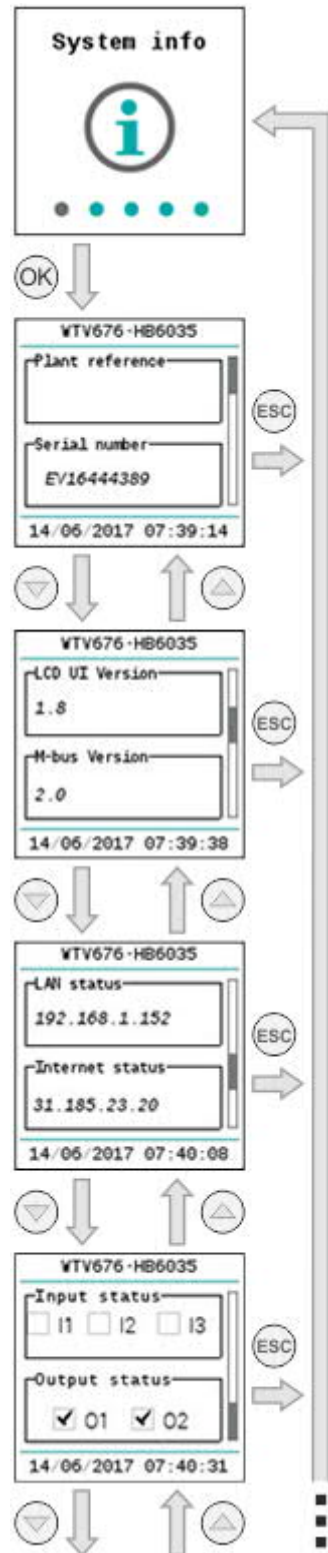 System info
i
OK
WTV676-HB6035
Plant reference
ESC
Serial number
EV16444389
14/06/2017 07:39:14
WTV676-HB6035
LCD UI Version
1.8
ESC
M-bus Version
2.0
14/06/2017 07:39:38
WTV676-HB6035
LAN status
192.168.1.152
ESC
Internet status
31.185.23.20
14/06/2017 07:40:08
WTV676-HB6035
Input status
I1 I2 I3
ESC
Output status
O1 O2
14/06/2017 07:40:31